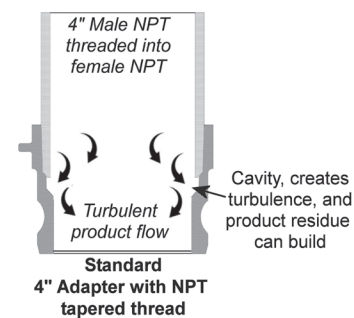 4" Male NPT
threaded into
female NPT
Cavity, creates
turbulence, and
product residue
can build
Turbulent
product flow
Standard
4" Adapter with NPT
tapered thread